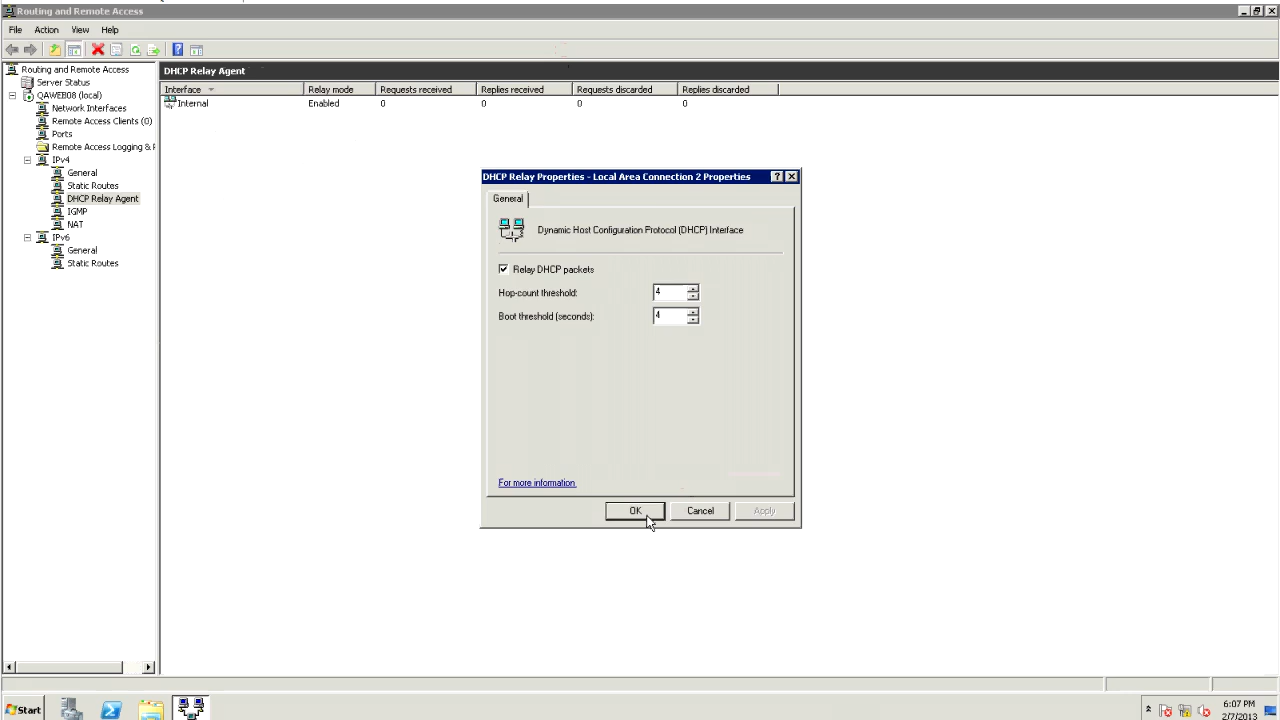 Routing and Remote Access
File Action View Help
Routing and Remote Access
Server Status
QAWEB08 (local)
Network Interfaces
Remote Access Clients (0)
Ports
Remote Access Logging &
IPv4
General
Static Routes
DHCP Relay Agent
IGMP
NAT
IPv6
General
Static Routes
DHCP Relay Agent
Interface Relay mode Requests received Replies received Requests discarded Replies discarded
Internal Enabled 0 0 0 0
DHCP Relay Properties - Local Area Connection 2 Properties
General
Dynamic Host Configuration Protocol (DHCP) Interface
Relay DHCP packets
Hop-count threshold: 4
Boot threshold (seconds): 4
For more information.
OK Cancel Apply
Start
6:07 PM
2/7/2013